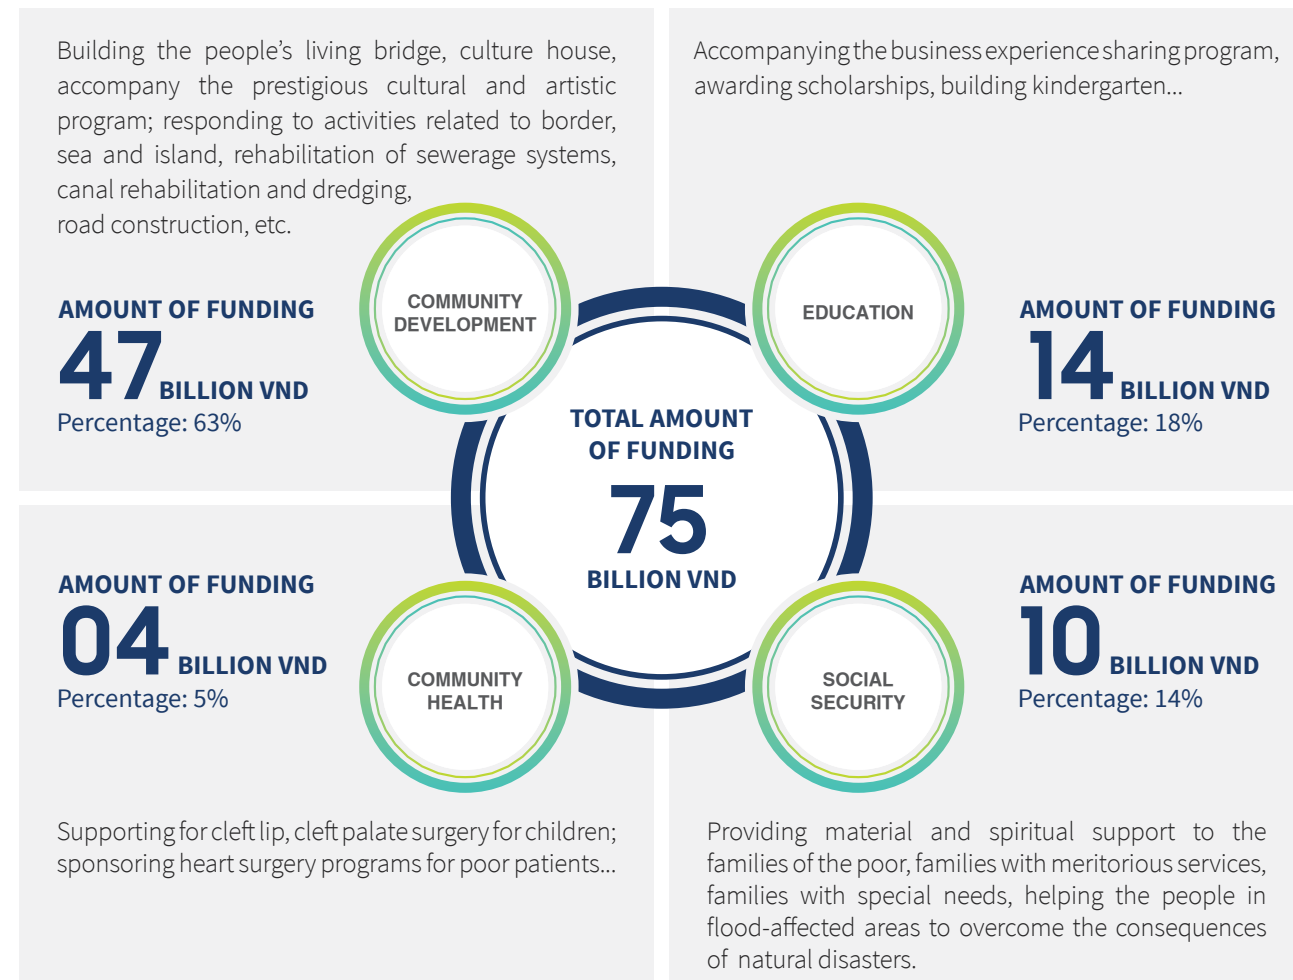 Building the people’s living bridge, culture house,
accompany the prestigious cultural and artistic
program; responding to activities related to border,
sea and island, rehabilitation of sewerage systems,
canal rehabilitation and dredging,
road construction, etc.
AMOUNT OF FUNDING
47 BILLION VND
Percentage: 63%
COMMUNITY
DEVELOPMENT
Accompanying the business experience sharing program,
awarding scholarships, building kindergarten...
EDUCATION
AMOUNT OF FUNDING
14 BILLION VND
Percentage: 18%
TOTAL AMOUNT
OF FUNDING
75
BILLION VND
AMOUNT OF FUNDING
04 BILLION VND
Percentage: 5%
COMMUNITY
HEALTH
Supporting for cleft lip, cleft palate surgery for children;
sponsoring heart surgery programs for poor patients...
SOCIAL
SECURITY
AMOUNT OF FUNDING
10 BILLION VND
Percentage: 14%
Providing material and spiritual support to the
families of the poor, families with meritorious services,
families with special needs, helping the people in
flood-affected areas to overcome the consequences
of natural disasters.